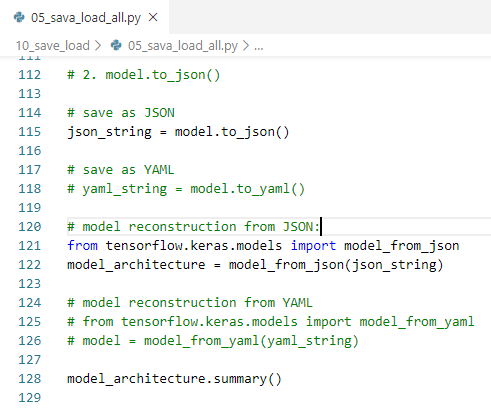 05_sava_load_all.py ×
10_save_load > 05_sava_load_all.py > ...
111
112 # 2. model.to_json()
113
114 # save as JSON
115 json_string = model.to_json()
116
117 # save as YAML
118 # yaml_string = model.to_yaml()
119
120 # model reconstruction from JSON:
121 from tensorflow.keras.models import model_from_json
122 model_architecture = model_from_json(json_string)
123
124 # model reconstruction from YAML
125 # from tensorflow.keras.models import model_from_yaml
126 # model = model_from_yaml(yaml_string)
127
128 model_architecture.summary()
129